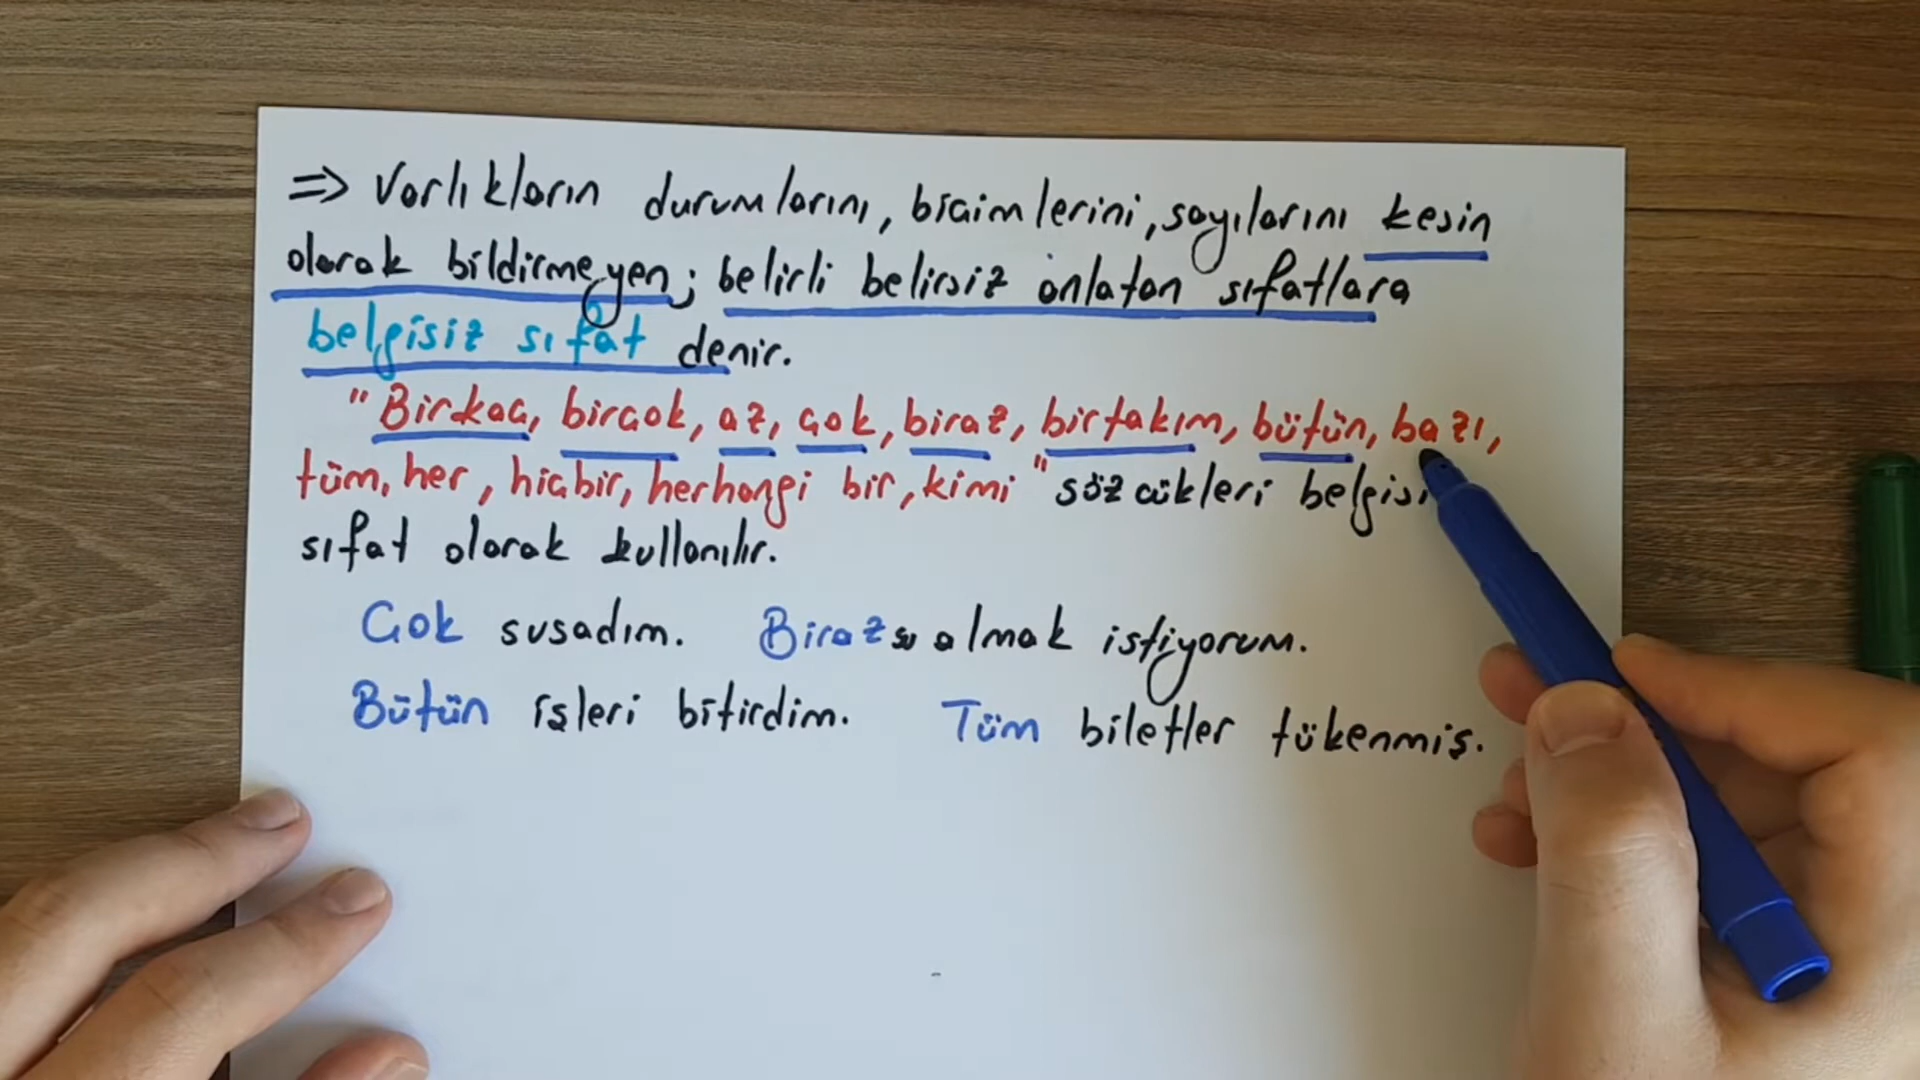 ⇒ Varlıkların durumlarını, biçimlerini, sayılarını kesin
olarak bildirmeyen; belirli belirsiz anlatan sıfatlara
belgisiz sıfat denir.
"Birkaç, birçok, az, çok, biraz, birtakım, bütün, bazı,
tüm, her, hiçbir, herhangi bir, kimi" sözcükleri belgisi
sıfat olarak kullanılır.
Çok susadım. Biraz su almak istiyorum.
Bütün işleri bitirdim. Tüm biletler tükenmiş.